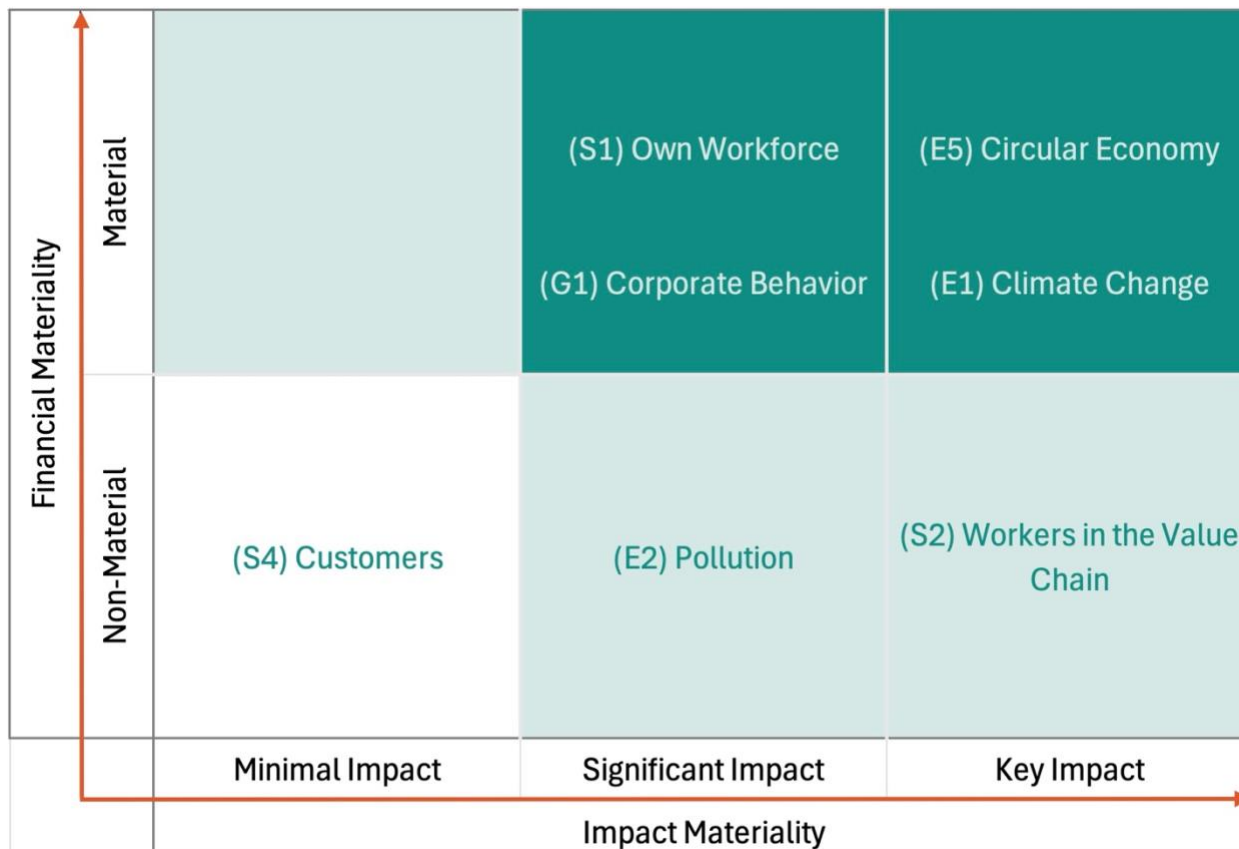 Financial Materiality
Material
(S1) Own Workforce
(E5) Circular Economy
(G1) Corporate Behavior
(E1) Climate Change
Non-Material
(S4) Customers
(E2) Pollution
(S2) Workers in the Value
Chain
Minimal Impact
Significant Impact
Key Impact
Impact Materiality